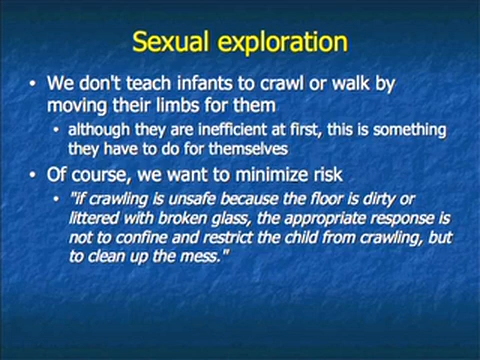 Sexual exploration
• We don't teach infants to crawl or walk by
moving their limbs for them
• although they are inefficient at first, this is something
they have to do for themselves
• Of course, we want to minimize risk
• "if crawling is unsafe because the floor is dirty or
littered with broken glass, the appropriate response is
not to confine and restrict the child from crawling, but
to clean up the mess."